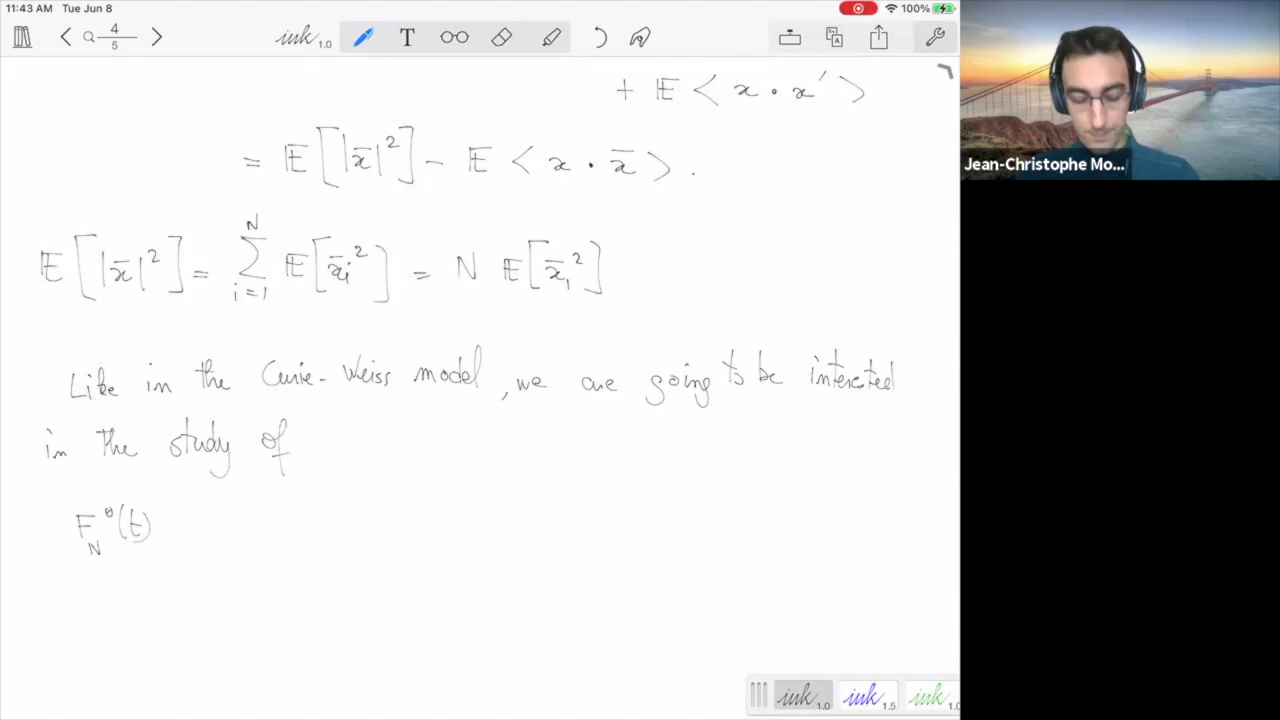 11:43 AM Tue Jun 8
100%
4
5
ink 1.0
T
+ 𝔼 < x · x′ >
= 𝔼[|x̄|²] − 𝔼 < x · x̄ > .
𝔼[|x̄|²] = ∑_{i=1}^{N} 𝔼[x̄_i²] = N 𝔼[x̄_1²]
Like in the Curie-Weiss model, we are going to be interested
in the study of
F_N°(t)
ink 1.0 ink 1.5 ink 1.0
Jean-Christophe Mo...